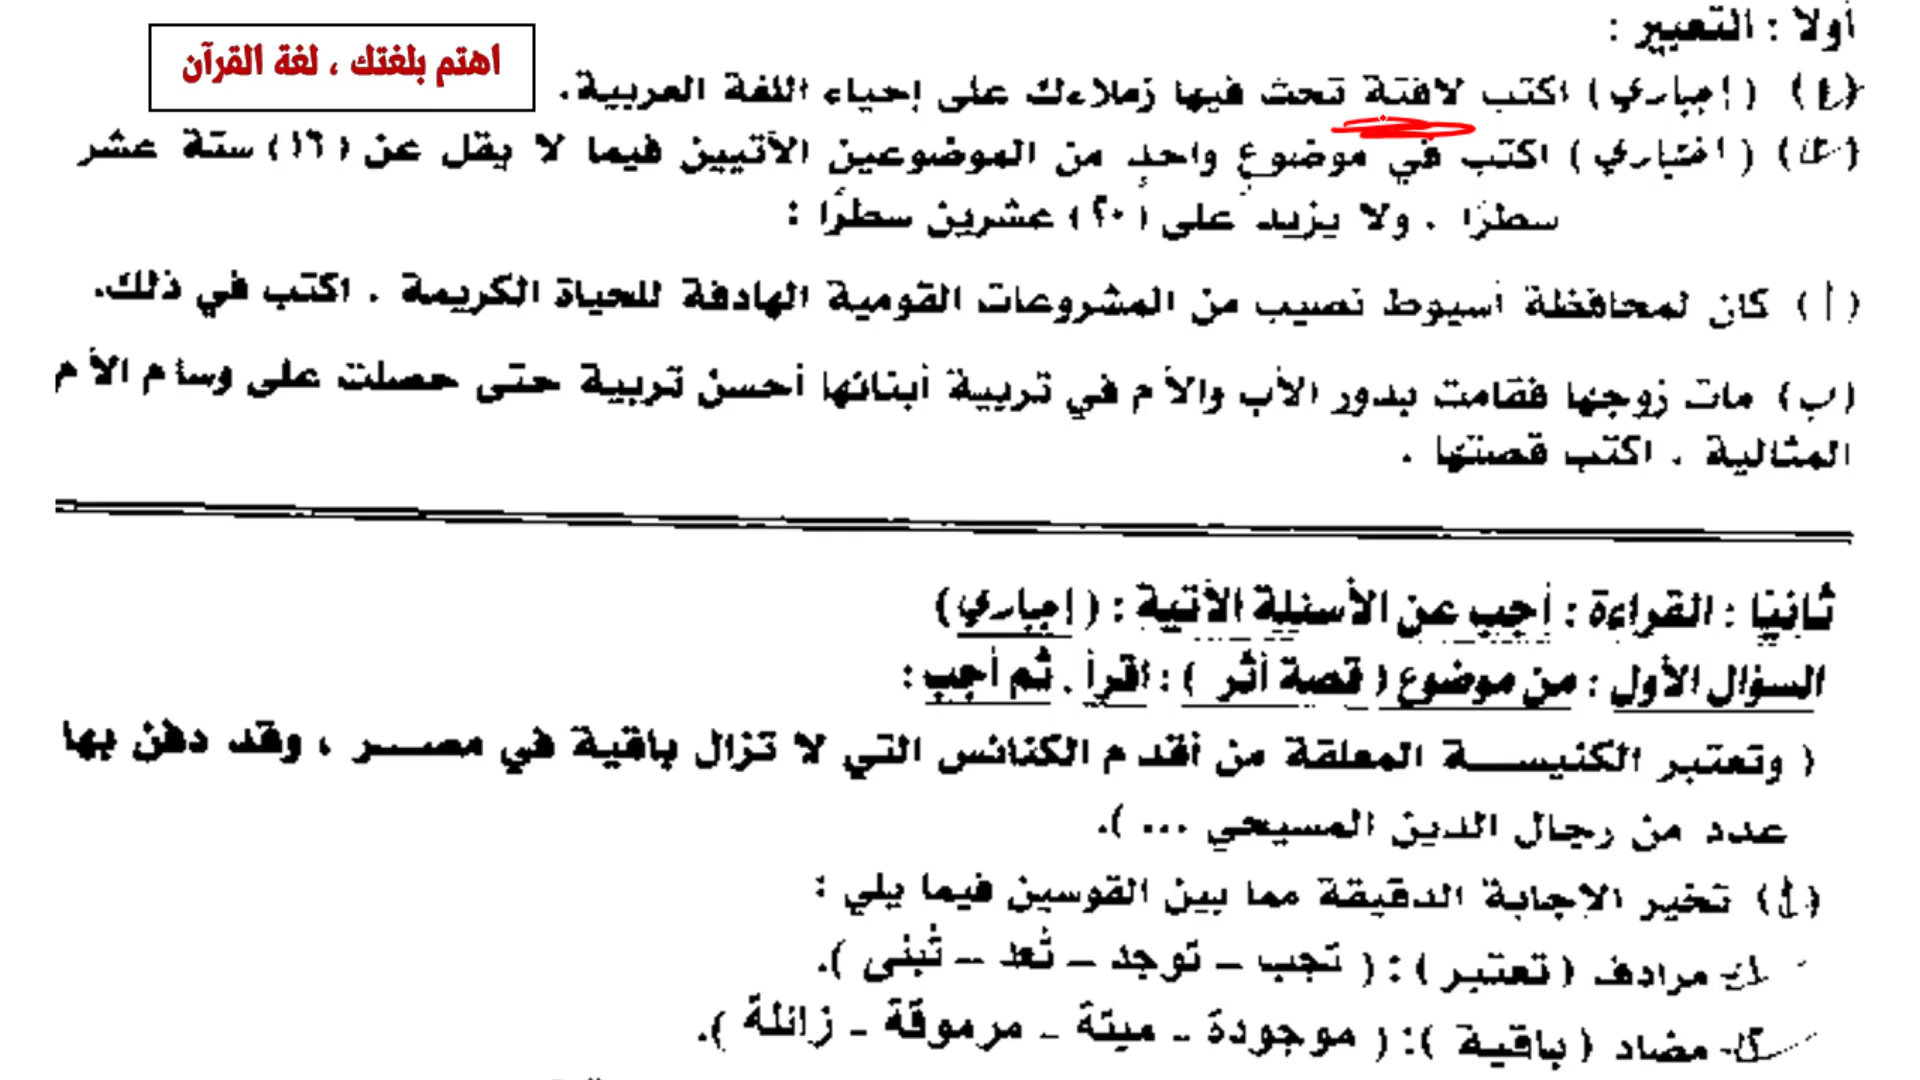 أولاً : التعبير :
اهتم بلغتك ، لغة القرآن
(إجباري) اكتب لافتة تحث فيها زملاءك على إحياء اللغة العربية.
(اختياري) اكتب في موضوع واحد من الموضوعين الآتيين فيما لا يقل عن (١٦) ستة عشر
سطرًا . ولا يزيد على (٢٠) عشرين سطرًا :
(أ) كان لمحافظة أسيوط نصيب من المشروعات القومية الهادفة للحياة الكريمة . اكتب في ذلك.
(ب) مات زوجها فقامت بدور الأب والأم في تربية أبنائها أحسن تربية حتى حصلت على وسام الأم
المثالية . اكتب قصتها .
ثانيًا : القراءة : أجب عن الأسئلة الآتية : (إجباري)
السؤال الأول : من موضوع ( قصة أثر ) : اقرأ . ثم أجب :
( وتعتبر الكنيســة المعلقة من أقدم الكنائس التي لا تزال باقية في مصــر ، وقد دفن بها
عدد من رجال الدين المسيحي ... ).
(أ) تخير الإجابة الدقيقة مما بين القوسين فيما يلي :
١- مرادف ( تعتبر ) : ( تجب – توجد – تُعد – تُبنى ).
٢- مضاد ( باقية ) : ( موجودة - ميتة - مرموقة - زائلة ).